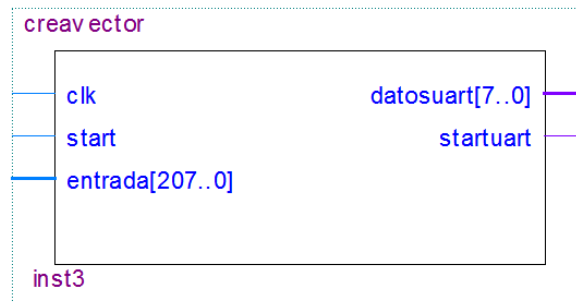 creavector
clk
datosuart[7..0]
start
startuart
entrada[207..0]
inst3